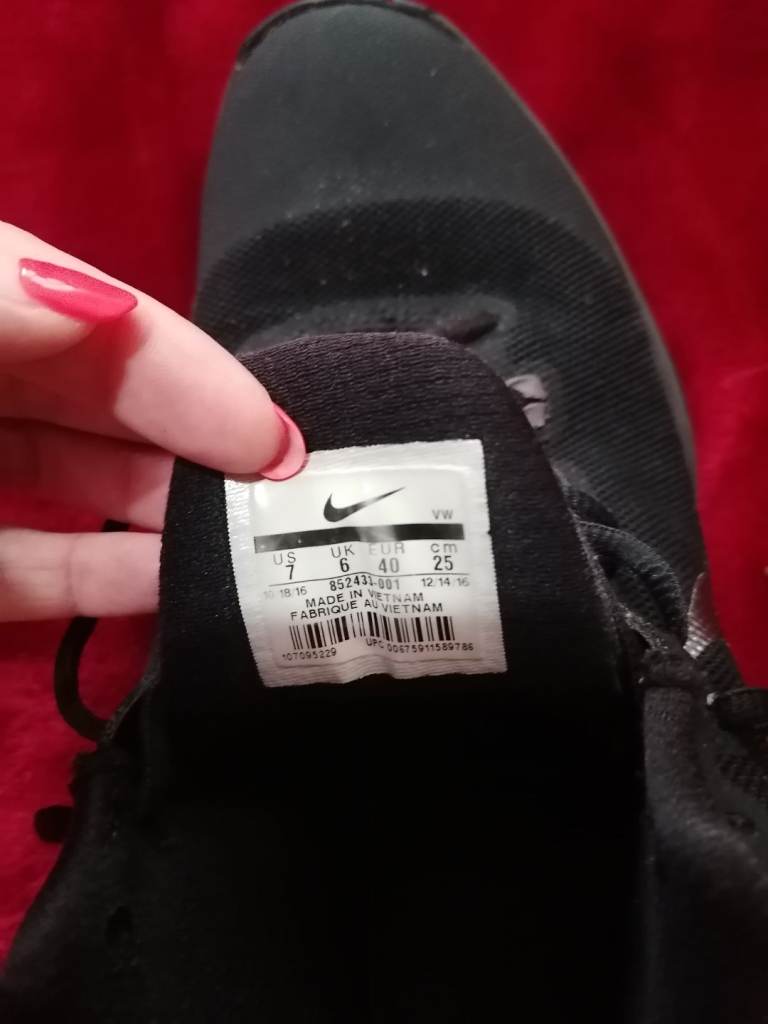 VW
US UK EUR cm
7 6 40 25
10/18/16 852433-001 12/14/16
MADE IN VIETNAM
FABRIQUE AU VIETNAM
107095229 UPC 00675911589786